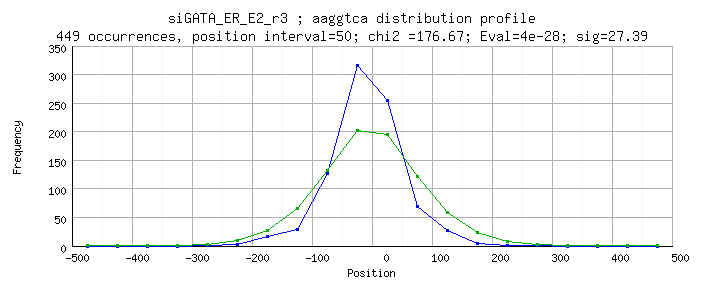 siGATA_ER_E2_r3 ; aaggtca distribution profile
449 occurrences, position interval=50; chi2 =176.67; Eval=4e-28; sig=27.39
350
300
250
200
150
100
50
0
Frequency
-500 -400 -300 -200 -100 0 100 200 300 400 500
Position